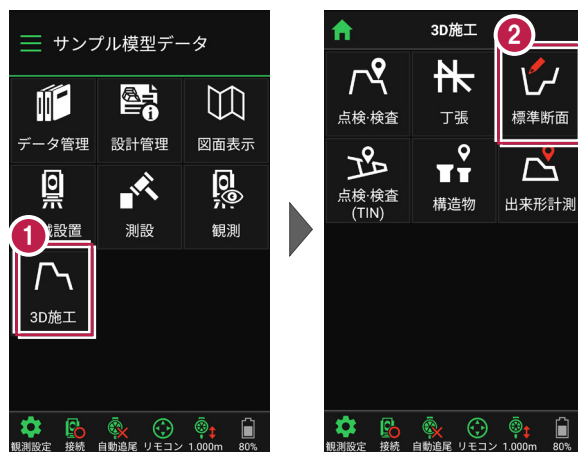 サンプル模型データ
データ管理 設計管理 図面表示
設置 測設 観測
1
3D施工
観測設定 接続 自動追尾 リモコン 1.000m 80%
3D施工
2
点検・検査 丁張 標準断面
点検・検査 構造物 出来形計測
(TIN)
観測設定 接続 自動追尾 リモコン 1.000m 80%